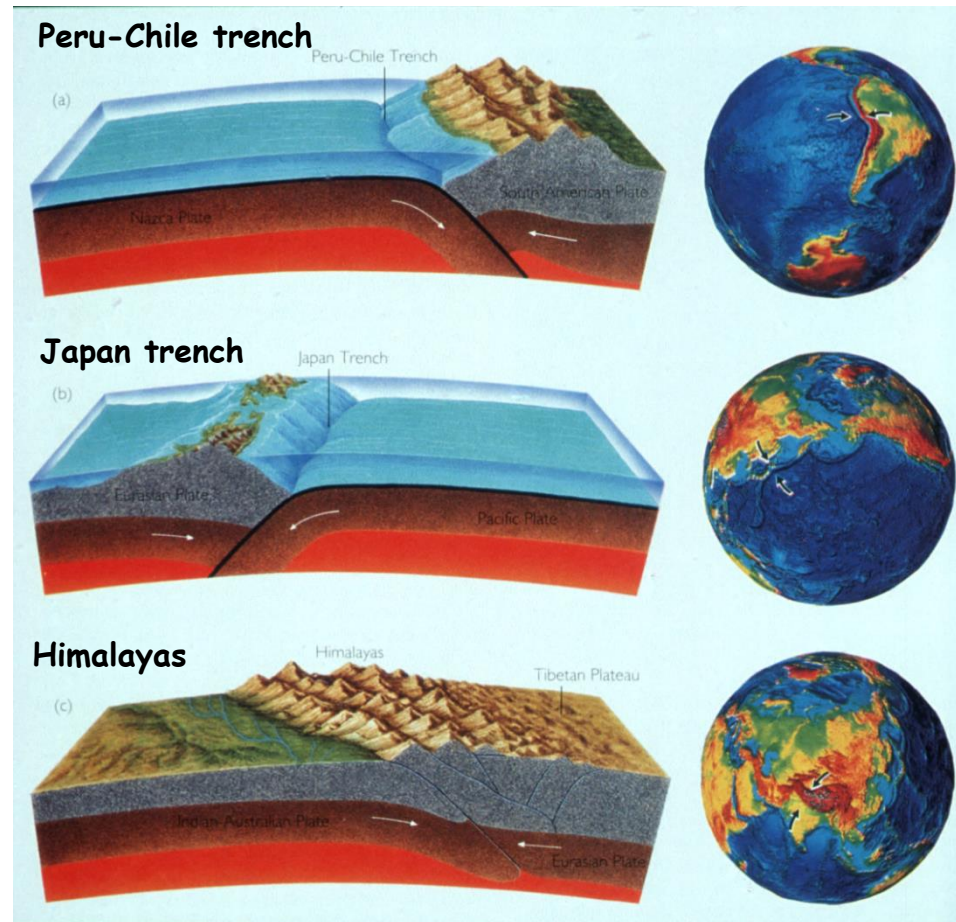 Peru-Chile trench
Peru-Chile Trench
(a)
South American Plate
Nazca Plate
Japan trench
Japan Trench
(b)
Eurasian Plate
Pacific Plate
Himalayas
Himalayas
Tibetan Plateau
(c)
Indian-Australian Plate
Eurasian Plate